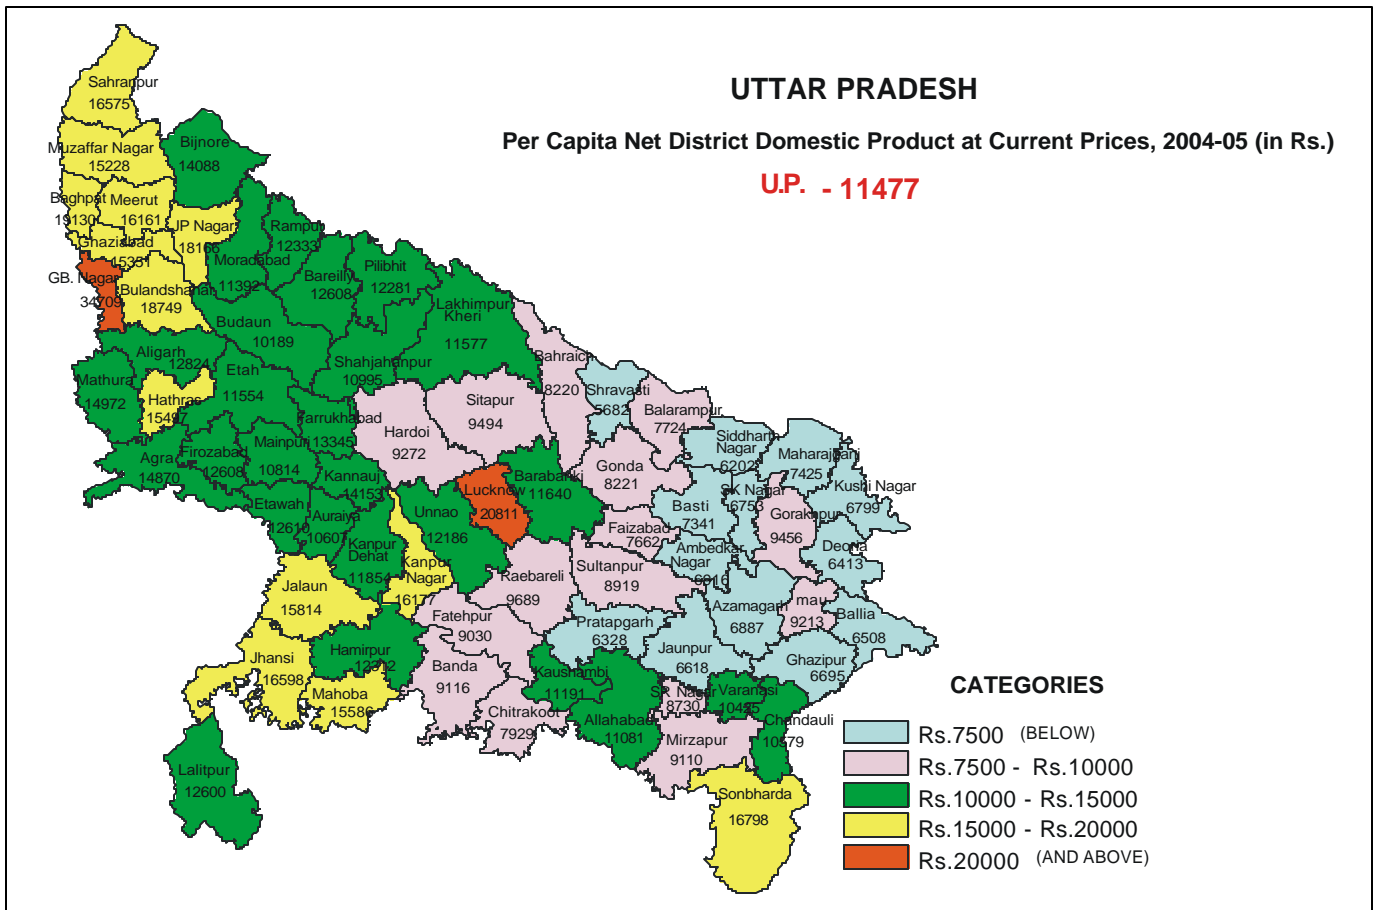 UTTAR PRADESH
Per Capita Net District Domestic Product at Current Prices, 2004-05 (in Rs.)
U.P. - 11477
Sahranpur
16575
Muzaffar Nagar
15228
Bijnore
14088
Baghpat
19130
Meerut
16161
JP Nagar
18166
Ghaziabad
15331
GB. Nagar
34709
Bulandshahar
18749
Moradabad
11392
Rampur
12333
Bareilly
12608
Pilibhit
12281
Lakhimpur
Kheri
11577
Budaun
10189
Shahjahanpur
10995
Aligarh
12824
Mathura
14972
Hathras
15497
Etah
11554
Farrukhabad
13345
Hardoi
9272
Sitapur
9494
Bahraich
8220
Shravasti
5682
Balarampur
7724
Siddharth
Nagar
6202
Maharajganj
7425
Kushi Nagar
6799
Agra
14870
Firozabad
12608
Mainpuri
10814
Kannauj
14153
Gonda
8221
Basti
7341
SK Nagar
6753
Gorakhpur
9456
Deoria
6413
Etawah
12610
Auraiya
10607
Kanpur
Dehat
11854
Kanpur
Nagar
Unnao
12186
Lucknow
20811
Barabanki
11640
Faizabad
7662
Ambedkar
Nagar
Raebareli
9689
Sultanpur
8919
Azamagarh
6887
mau
9213
Ballia
6508
Jalaun
15814
Fatehpur
9030
Pratapgarh
6328
Jaunpur
6618
Ghazipur
6695
Jhansi
16598
Hamirpur
12312
Mahoba
15586
Banda
9116
Chitrakoot
7929
Kaushambi
11191
Allahabad
11081
SR Nagar
8730
Varanasi
Chandauli
Mirzapur
9110
Sonbharda
16798
Lalitpur
12600
CATEGORIES
Rs.7500 (BELOW)
Rs.7500 - Rs.10000
Rs.10000 - Rs.15000
Rs.15000 - Rs.20000
Rs.20000 (AND ABOVE)